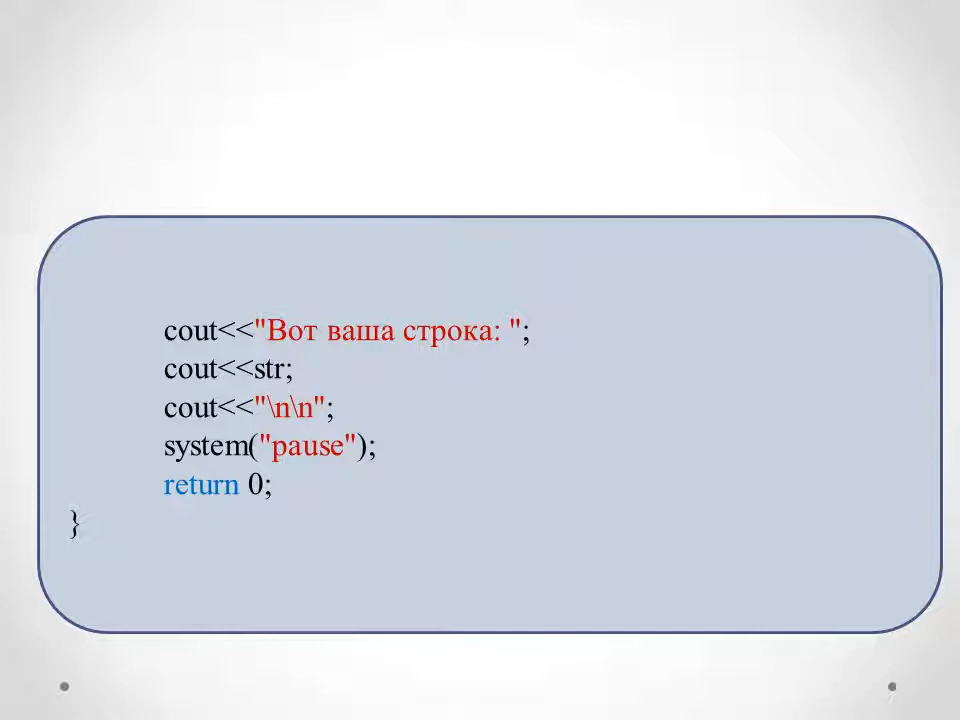 cout<<"Вот ваша строка: ";
cout<<str;
cout<<"\n\n";
system("pause");
return 0;
}